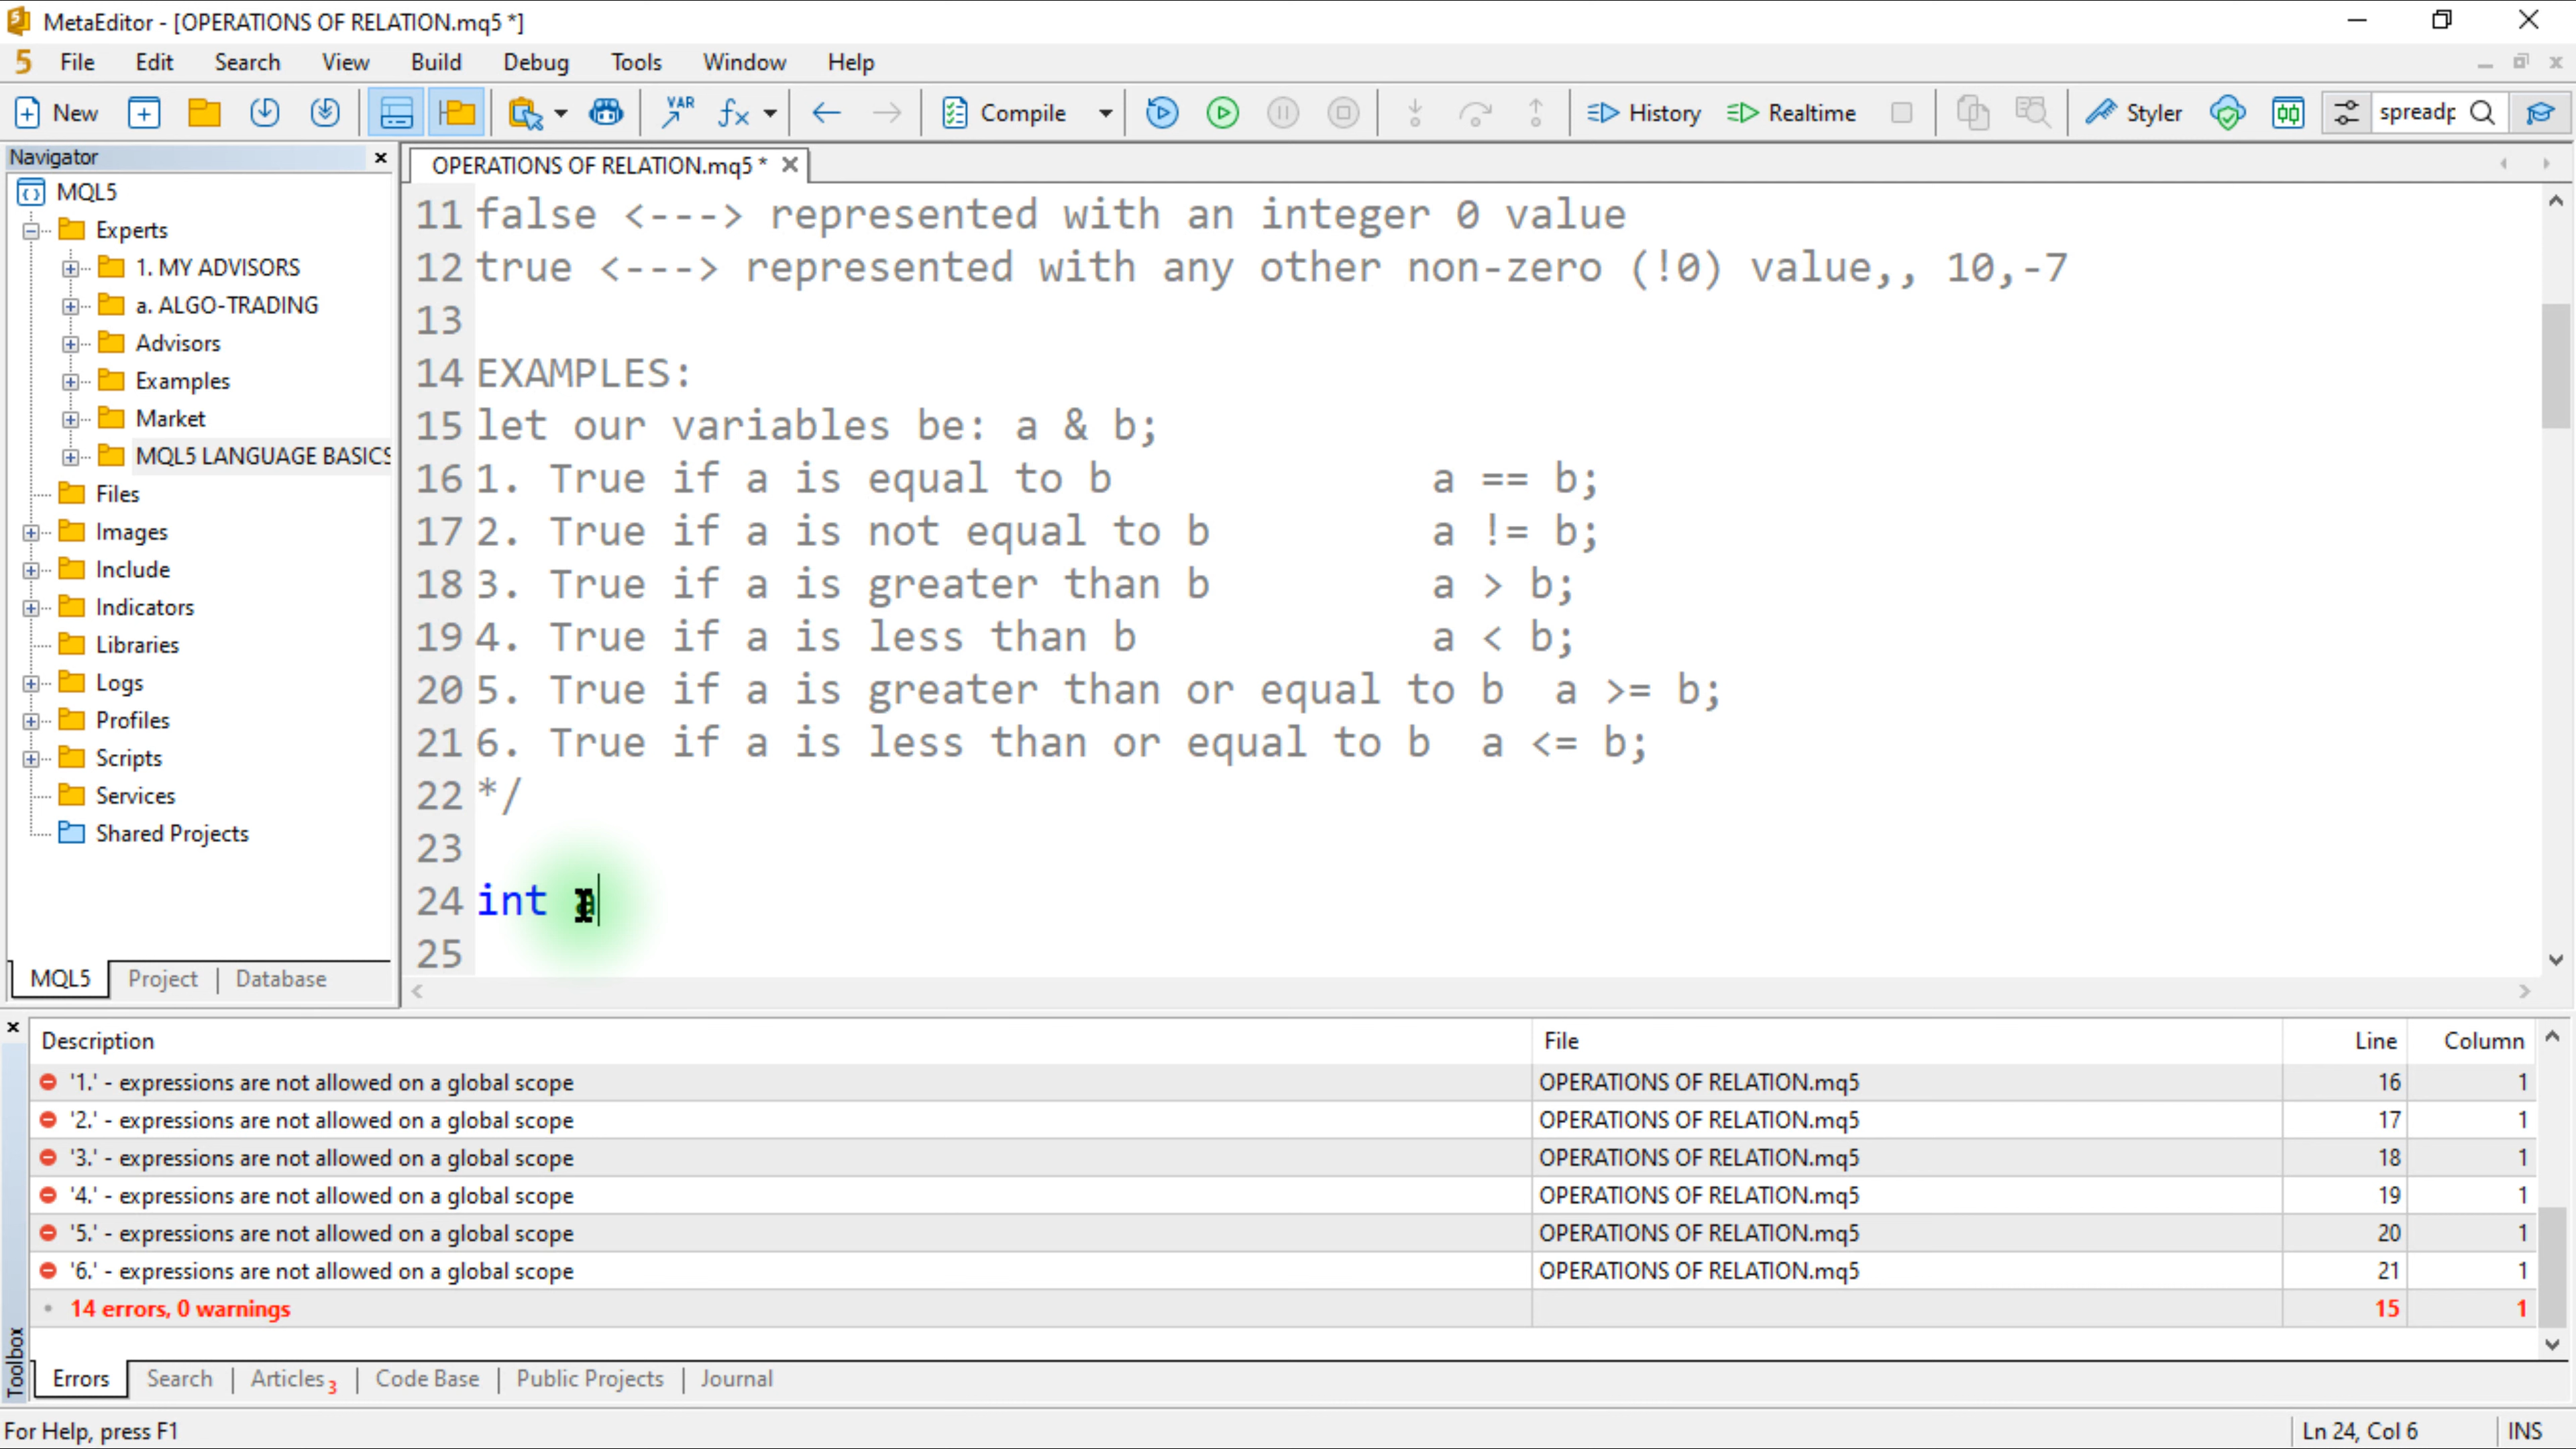 MetaEditor - [OPERATIONS OF RELATION.mq5 *]
5 File Edit Search View Build Debug Tools Window Help
New VAR fx Compile History Realtime Styler spreadp
Navigator
OPERATIONS OF RELATION.mq5 *
MQL5
Experts
1. MY ADVISORS
a. ALGO-TRADING
Advisors
Examples
Market
MQL5 LANGUAGE BASICS
Files
Images
Include
Indicators
Libraries
Logs
Profiles
Scripts
Services
Shared Projects
MQL5 Project Database
11 false <---> represented with an integer 0 value
12 true <---> represented with any other non-zero (!0) value,, 10,-7
13
14 EXAMPLES:
15 let our variables be: a & b;
16 1. True if a is equal to b a == b;
17 2. True if a is not equal to b a != b;
18 3. True if a is greater than b a > b;
19 4. True if a is less than b a < b;
20 5. True if a is greater than or equal to b a >= b;
21 6. True if a is less than or equal to b a <= b;
22 */
23
24 int a
25
Description File Line Column
'1.' - expressions are not allowed on a global scope OPERATIONS OF RELATION.mq5 16 1
'2.' - expressions are not allowed on a global scope OPERATIONS OF RELATION.mq5 17 1
'3.' - expressions are not allowed on a global scope OPERATIONS OF RELATION.mq5 18 1
'4.' - expressions are not allowed on a global scope OPERATIONS OF RELATION.mq5 19 1
'5.' - expressions are not allowed on a global scope OPERATIONS OF RELATION.mq5 20 1
'6.' - expressions are not allowed on a global scope OPERATIONS OF RELATION.mq5 21 1
14 errors, 0 warnings 15 1
Toolbox
Errors Search Articles 3 Code Base Public Projects Journal
For Help, press F1 Ln 24, Col 6 INS